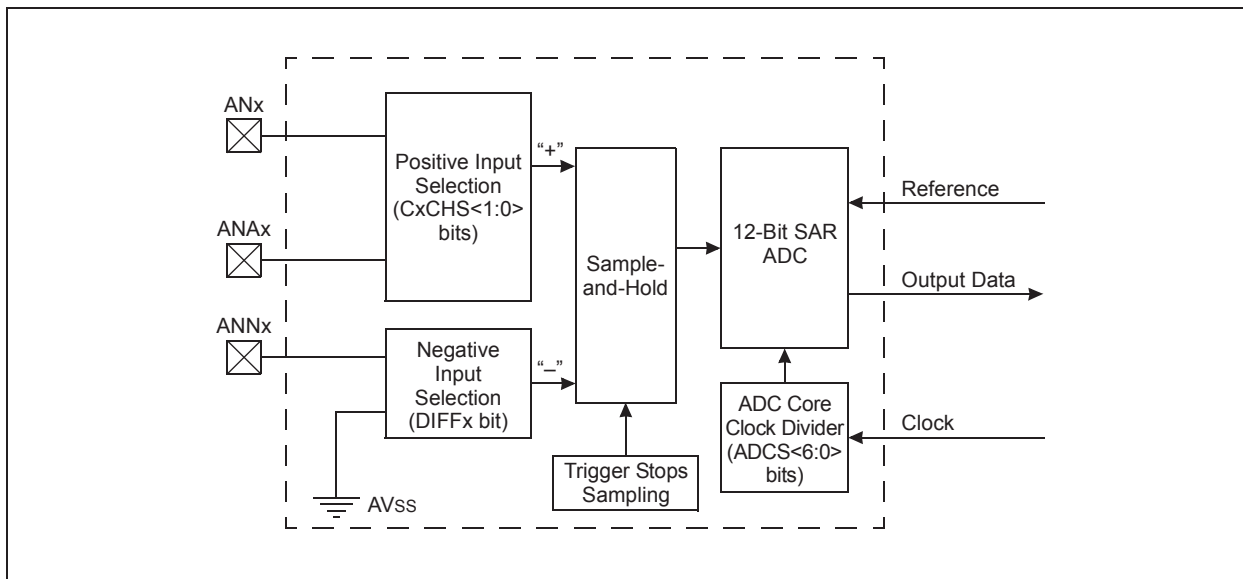 ANx
ANAx
ANNx
Positive Input
Selection
(CxCHS<1:0>
bits)
“+”
Negative
Input
Selection
(DIFFx bit)
“–”
AVSS
Sample-
and-Hold
Trigger Stops
Sampling
12-Bit SAR
ADC
ADC Core
Clock Divider
(ADCS<6:0>
bits)
Reference
Output Data
Clock